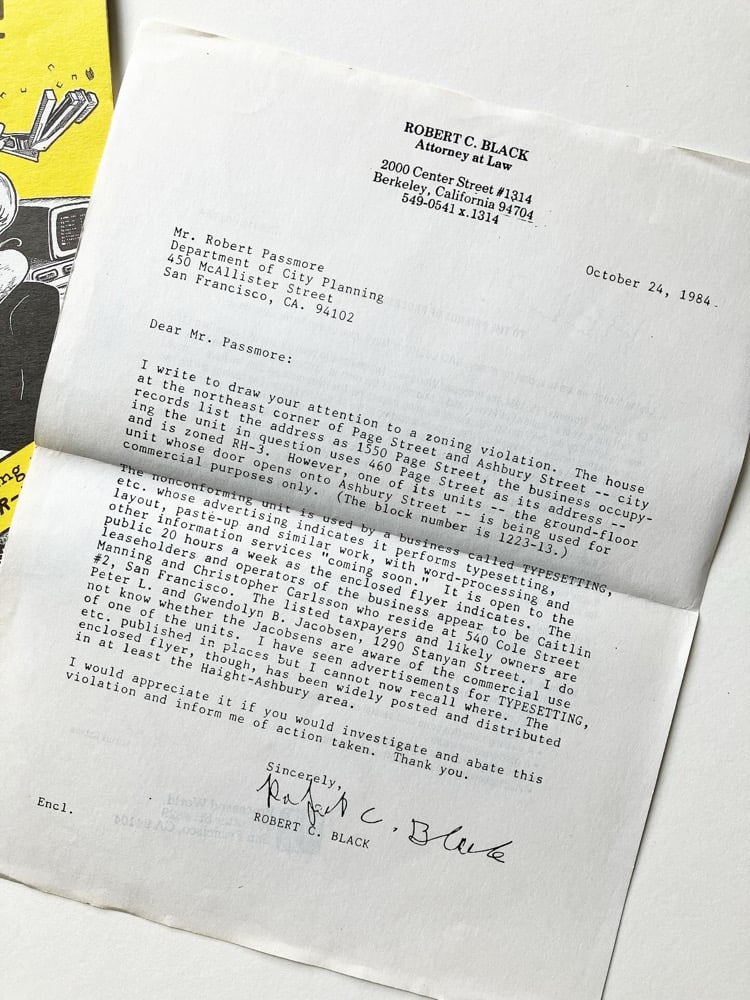 ROBERT C. BLACK
Attorney at Law
2000 Center Street #1314
Berkeley, California 94704
549-0541 x.1314
October 24, 1984
Mr. Robert Passmore
Department of City Planning
450 McAllister Street
San Francisco, CA. 94102
Dear Mr. Passmore:
I write to draw your attention to a zoning violation. The house
at the northeast corner of Page Street and Ashbury Street -- city
records list the address as 1550 Page Street, the business occupy-
ing the unit in question uses 460 Page Street as its address --
and is zoned RH-3. However, one of its units -- the ground-floor
unit whose door opens onto Ashbury Street -- is being used for
commercial purposes only. (The block number is 1223-13.)
The nonconforming unit is used by a business called TYPESETTING,
etc. whose advertising indicates it performs typesetting,
layout, paste-up and similar work, with word-processing and
other information services "coming soon." It is open to the
public 20 hours a week as the enclosed flyer indicates. The
leaseholders and operators of the business appear to be Caitlin
Manning and Christopher Carlsson who reside at 540 Cole Street
#2, San Francisco. The listed taxpayers and likely owners are
Peter L. and Gwendolyn B. Jacobsen, 1290 Stanyan Street. I do
not know whether the Jacobsens are aware of the commercial use
of one of the units. I have seen advertisements for TYPESETTING,
etc. published in places but I cannot now recall where. The
enclosed flyer, though, has been widely posted and distributed
in at least the Haight-Ashbury area.
I would appreciate it if you would investigate and abate this
violation and inform me of action taken. Thank you.
Sincerely,
Robert C. Black
ROBERT C. BLACK
Encl.